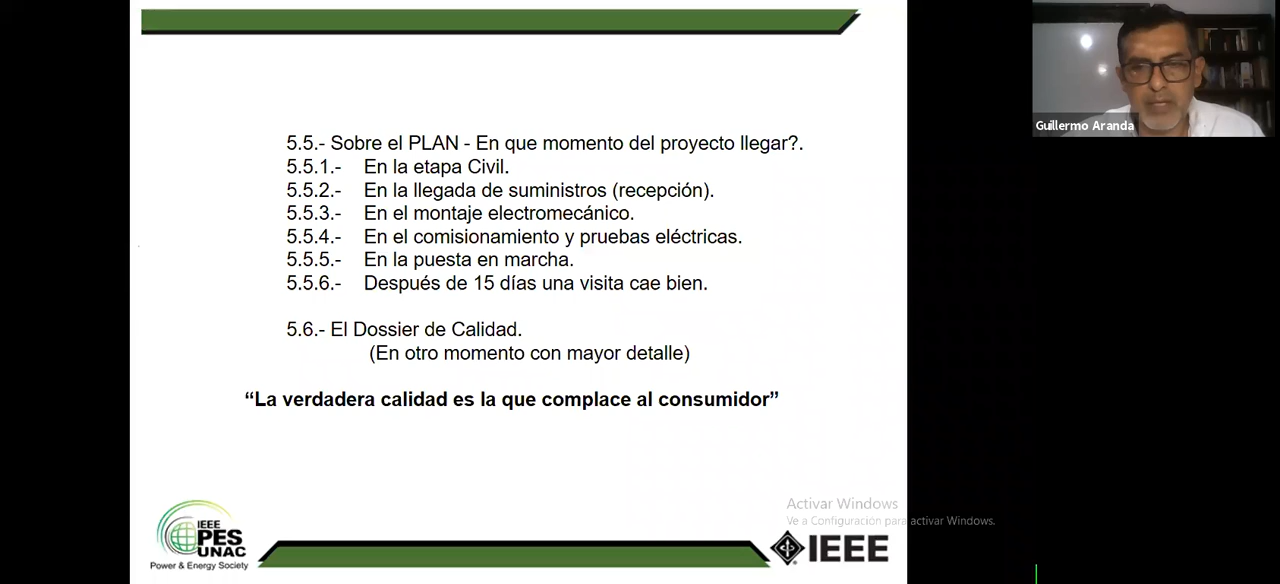 5.5.- Sobre el PLAN - En que momento del proyecto llegar?.
5.5.1.- En la etapa Civil.
5.5.2.- En la llegada de suministros (recepción).
5.5.3.- En el montaje electromecánico.
5.5.4.- En el comisionamiento y pruebas eléctricas.
5.5.5.- En la puesta en marcha.
5.5.6.- Después de 15 días una visita cae bien.
5.6.- El Dossier de Calidad.
(En otro momento con mayor detalle)
“La verdadera calidad es la que complace al consumidor”
Guillermo Aranda
IEEE
PES
UNAC
Power & Energy Society
Activar Windows
Ve a Configuración para activar Windows.
IEEE